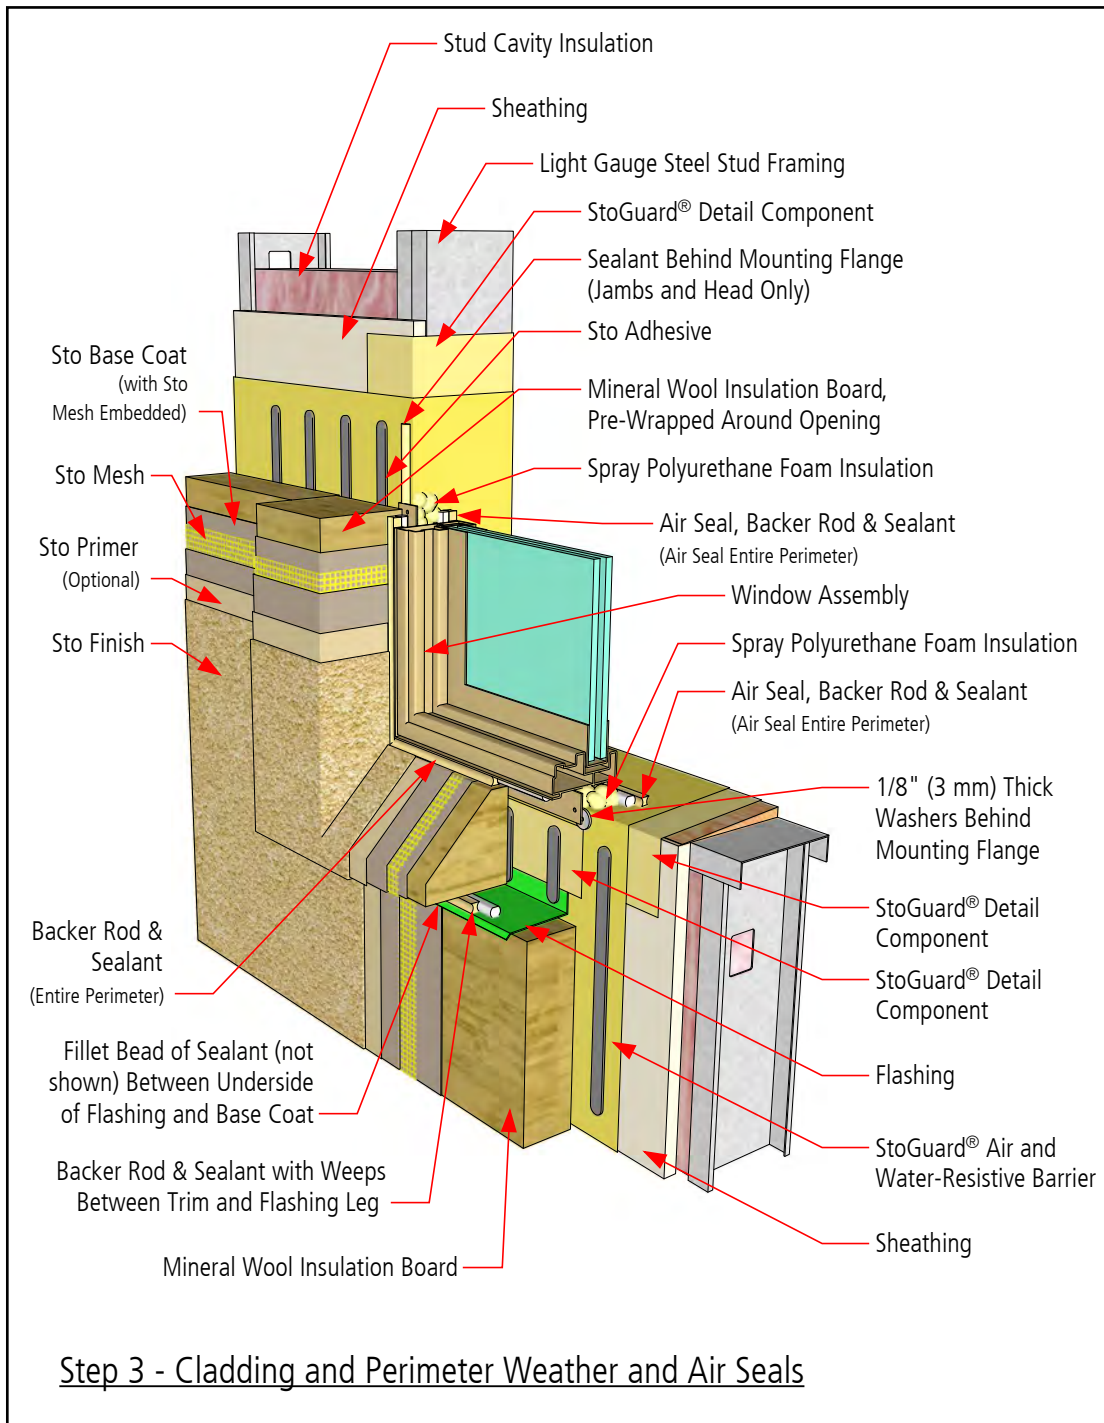 Stud Cavity Insulation
Sheathing
Light Gauge Steel Stud Framing
StoGuard® Detail Component
Sealant Behind Mounting Flange
(Jambs and Head Only)
Sto Adhesive
Mineral Wool Insulation Board,
Pre-Wrapped Around Opening
Spray Polyurethane Foam Insulation
Air Seal, Backer Rod & Sealant
(Air Seal Entire Perimeter)
Window Assembly
Spray Polyurethane Foam Insulation
Air Seal, Backer Rod & Sealant
(Air Seal Entire Perimeter)
1/8" (3 mm) Thick
Washers Behind
Mounting Flange
StoGuard® Detail
Component
StoGuard® Detail
Component
Flashing
StoGuard® Air and
Water-Resistive Barrier
Sheathing
Sto Base Coat
(with Sto
Mesh Embedded)
Sto Mesh
Sto Primer
(Optional)
Sto Finish
Backer Rod &
Sealant
(Entire Perimeter)
Fillet Bead of Sealant (not
shown) Between Underside
of Flashing and Base Coat
Backer Rod & Sealant with Weeps
Between Trim and Flashing Leg
Mineral Wool Insulation Board
Step 3 - Cladding and Perimeter Weather and Air Seals